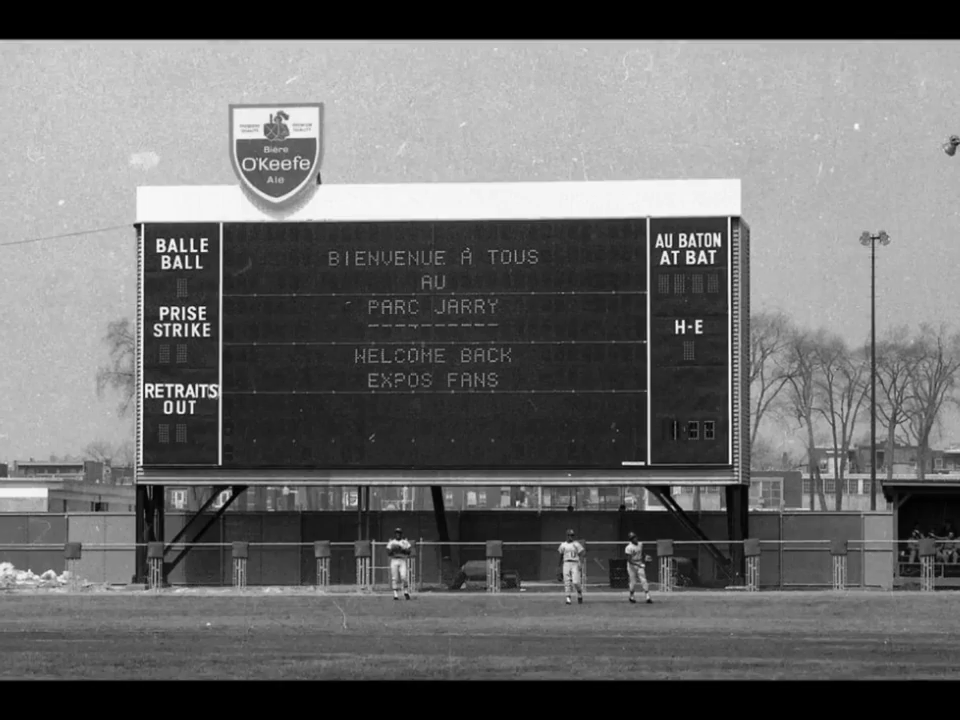 Bière
O'Keefe
Ale
BALLE
BALL
PRISE
STRIKE
RETRAITS
OUT
BIENVENUE À TOUS
AU
PARC JARRY
----------
WELCOME BACK
EXPOS FANS
AU BATON
AT BAT
H-E